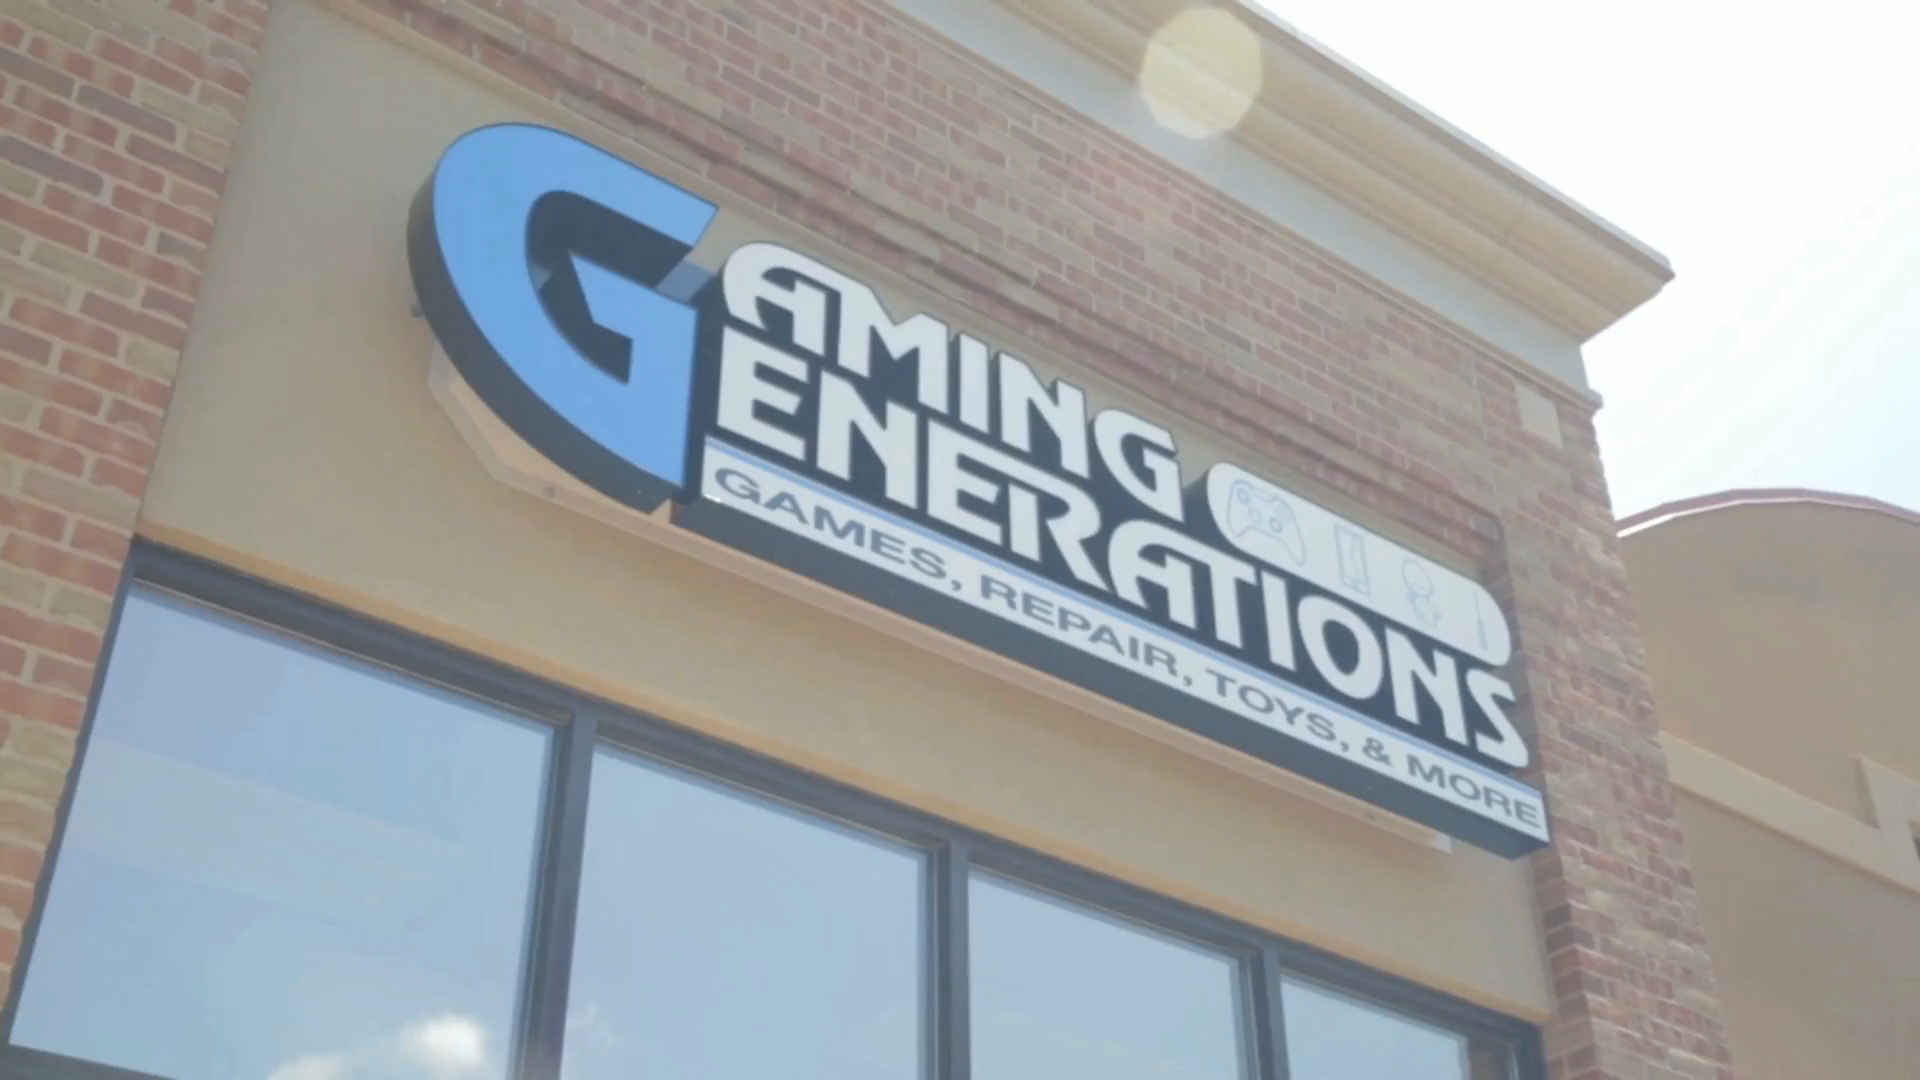 GAMING
GENERATIONS
GAMES, REPAIR, TOYS, & MORE